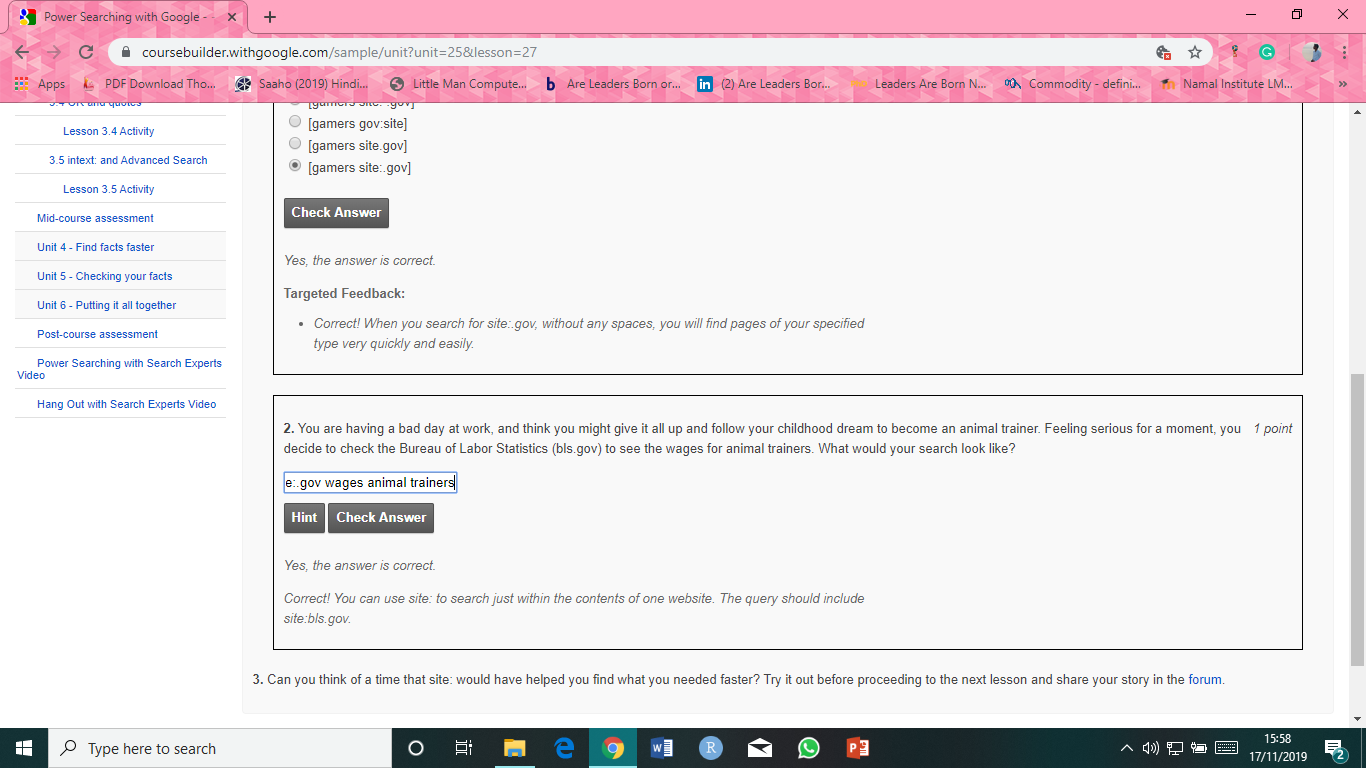 Power Searching with Google -
coursebuilder.withgoogle.com/sample/unit?unit=25&lesson=27
Apps PDF Download Tho... Saaho (2019) Hindi... Little Man Compute... b Are Leaders Born or... in (2) Are Leaders Bor... Leaders Are Born N... Commodity - defini... Namal Institute LM... »
3.4 OR and quotes
Lesson 3.4 Activity
3.5 intext: and Advanced Search
Lesson 3.5 Activity
Mid-course assessment
Unit 4 - Find facts faster
Unit 5 - Checking your facts
Unit 6 - Putting it all together
Post-course assessment
Power Searching with Search Experts
Video
Hang Out with Search Experts Video
[gamers site: .gov]
[gamers gov:site]
[gamers site.gov]
[gamers site:.gov]
Check Answer
Yes, the answer is correct.
Targeted Feedback:
• Correct! When you search for site:.gov, without any spaces, you will find pages of your specified
type very quickly and easily.
2. You are having a bad day at work, and think you might give it all up and follow your childhood dream to become an animal trainer. Feeling serious for a moment, you 1 point
decide to check the Bureau of Labor Statistics (bls.gov) to see the wages for animal trainers. What would your search look like?
e:.gov wages animal trainers
Hint Check Answer
Yes, the answer is correct.
Correct! You can use site: to search just within the contents of one website. The query should include
site:bls.gov.
3. Can you think of a time that site: would have helped you find what you needed faster? Try it out before proceeding to the next lesson and share your story in the forum.
Type here to search
15:58
17/11/2019
2